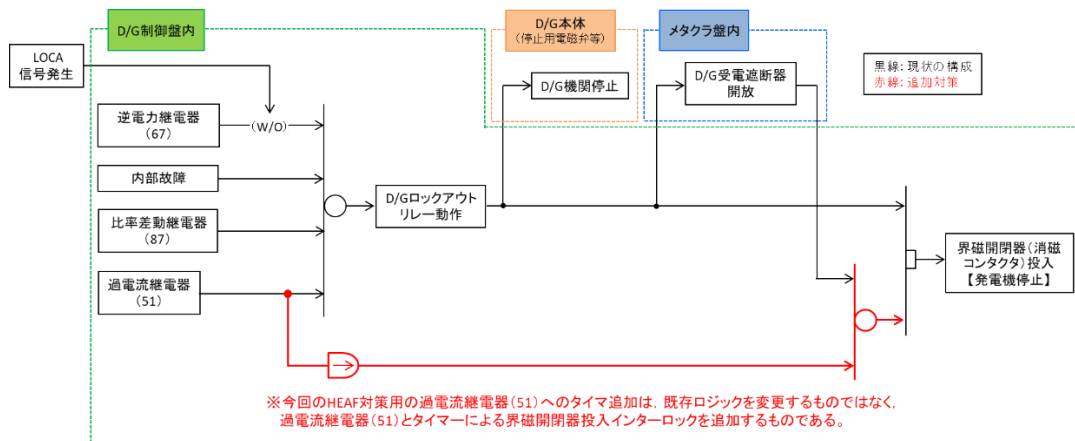 D/G制御盤内
D/G本体
(停止用電磁弁等)
メタクラ盤内
LOCA
信号発生
D/G機関停止
D/G受電遮断器
開放
黒線:現状の構成
赤線:追加対策
逆電力継電器
(67)
(W/O)
内部故障
D/Gロックアウト
リレー動作
比率差動継電器
(87)
界磁開閉器(消磁
コンタクタ)投入
【発電機停止】
過電流継電器
(51)
※今回のHEAF対策用の過電流継電器(51)へのタイマ追加は,既存ロジックを変更するものではなく,
過電流継電器(51)とタイマーによる界磁開閉器投入インターロックを追加するものである。